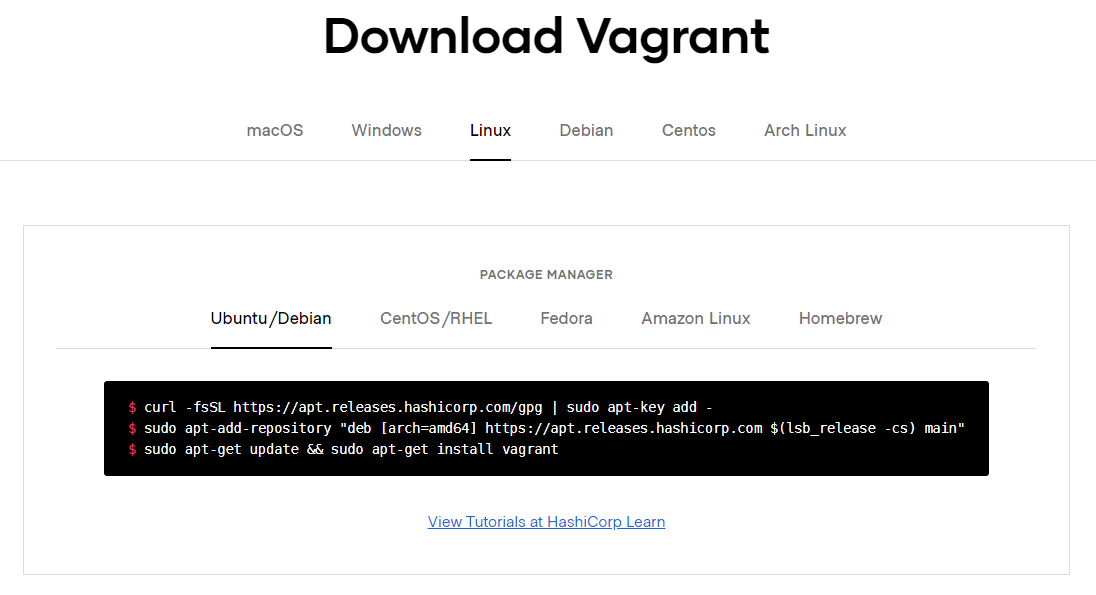 Download Vagrant
macOS Windows Linux Debian Centos Arch Linux
PACKAGE MANAGER
Ubuntu/Debian CentOS/RHEL Fedora Amazon Linux Homebrew
$ curl -fsSL https://apt.releases.hashicorp.com/gpg | sudo apt-key add -
$ sudo apt-add-repository "deb [arch=amd64] https://apt.releases.hashicorp.com $(lsb_release -cs) main"
$ sudo apt-get update && sudo apt-get install vagrant
View Tutorials at HashiCorp Learn